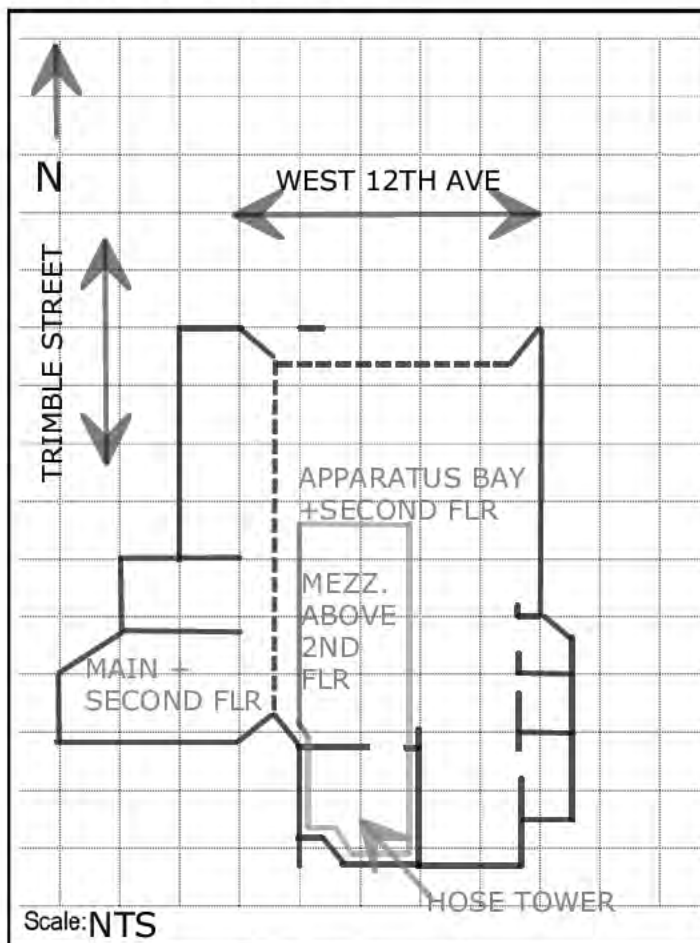 N
WEST 12TH AVE
TRIMBLE STREET
APPARATUS BAY
+SECOND FLR
MEZZ.
ABOVE
2ND
FLR
MAIN +
SECOND FLR
HOSE TOWER
Scale:NTS